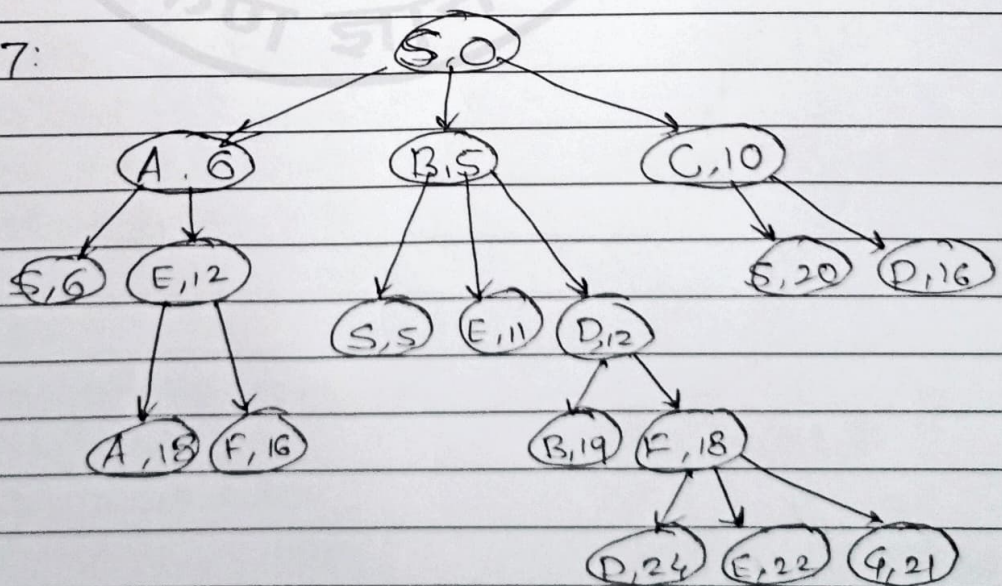 7:
S, 0
A, 6 B, 5 C, 10
S, 6 E, 12 S, 20 D, 16
S, 5 E, 11 D, 12
A, 18 F, 16 B, 19 F, 18
D, 24 E, 22 G, 21